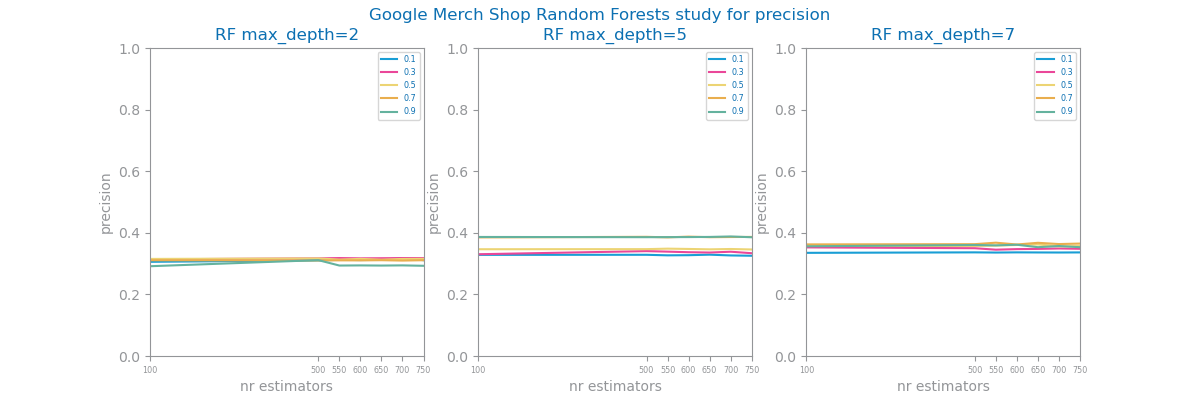 Google Merch Shop Random Forests study for precision
RF max_depth=2
1.0
0.8
0.6
0.4
0.2
0.0
precision
0.1
0.3
0.5
0.7
0.9
100 500 550 600 650 700 750
nr estimators
RF max_depth=5
1.0
0.8
0.6
0.4
0.2
0.0
precision
0.1
0.3
0.5
0.7
0.9
100 500 550 600 650 700 750
nr estimators
RF max_depth=7
1.0
0.8
0.6
0.4
0.2
0.0
precision
0.1
0.3
0.5
0.7
0.9
100 500 550 600 650 700 750
nr estimators